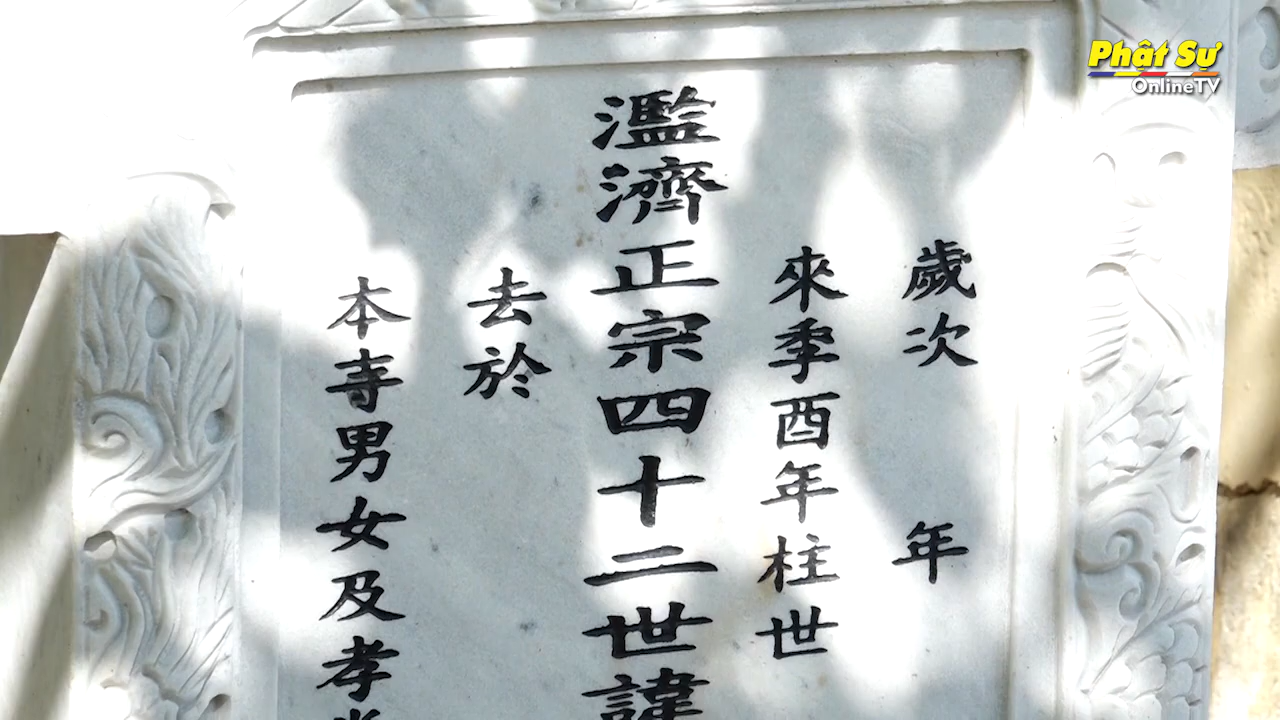 Phật Sự
OnlineTV
歲次年
來季酉年柱世
濫濟正宗四十二世諱
去於
本寺男女及孝